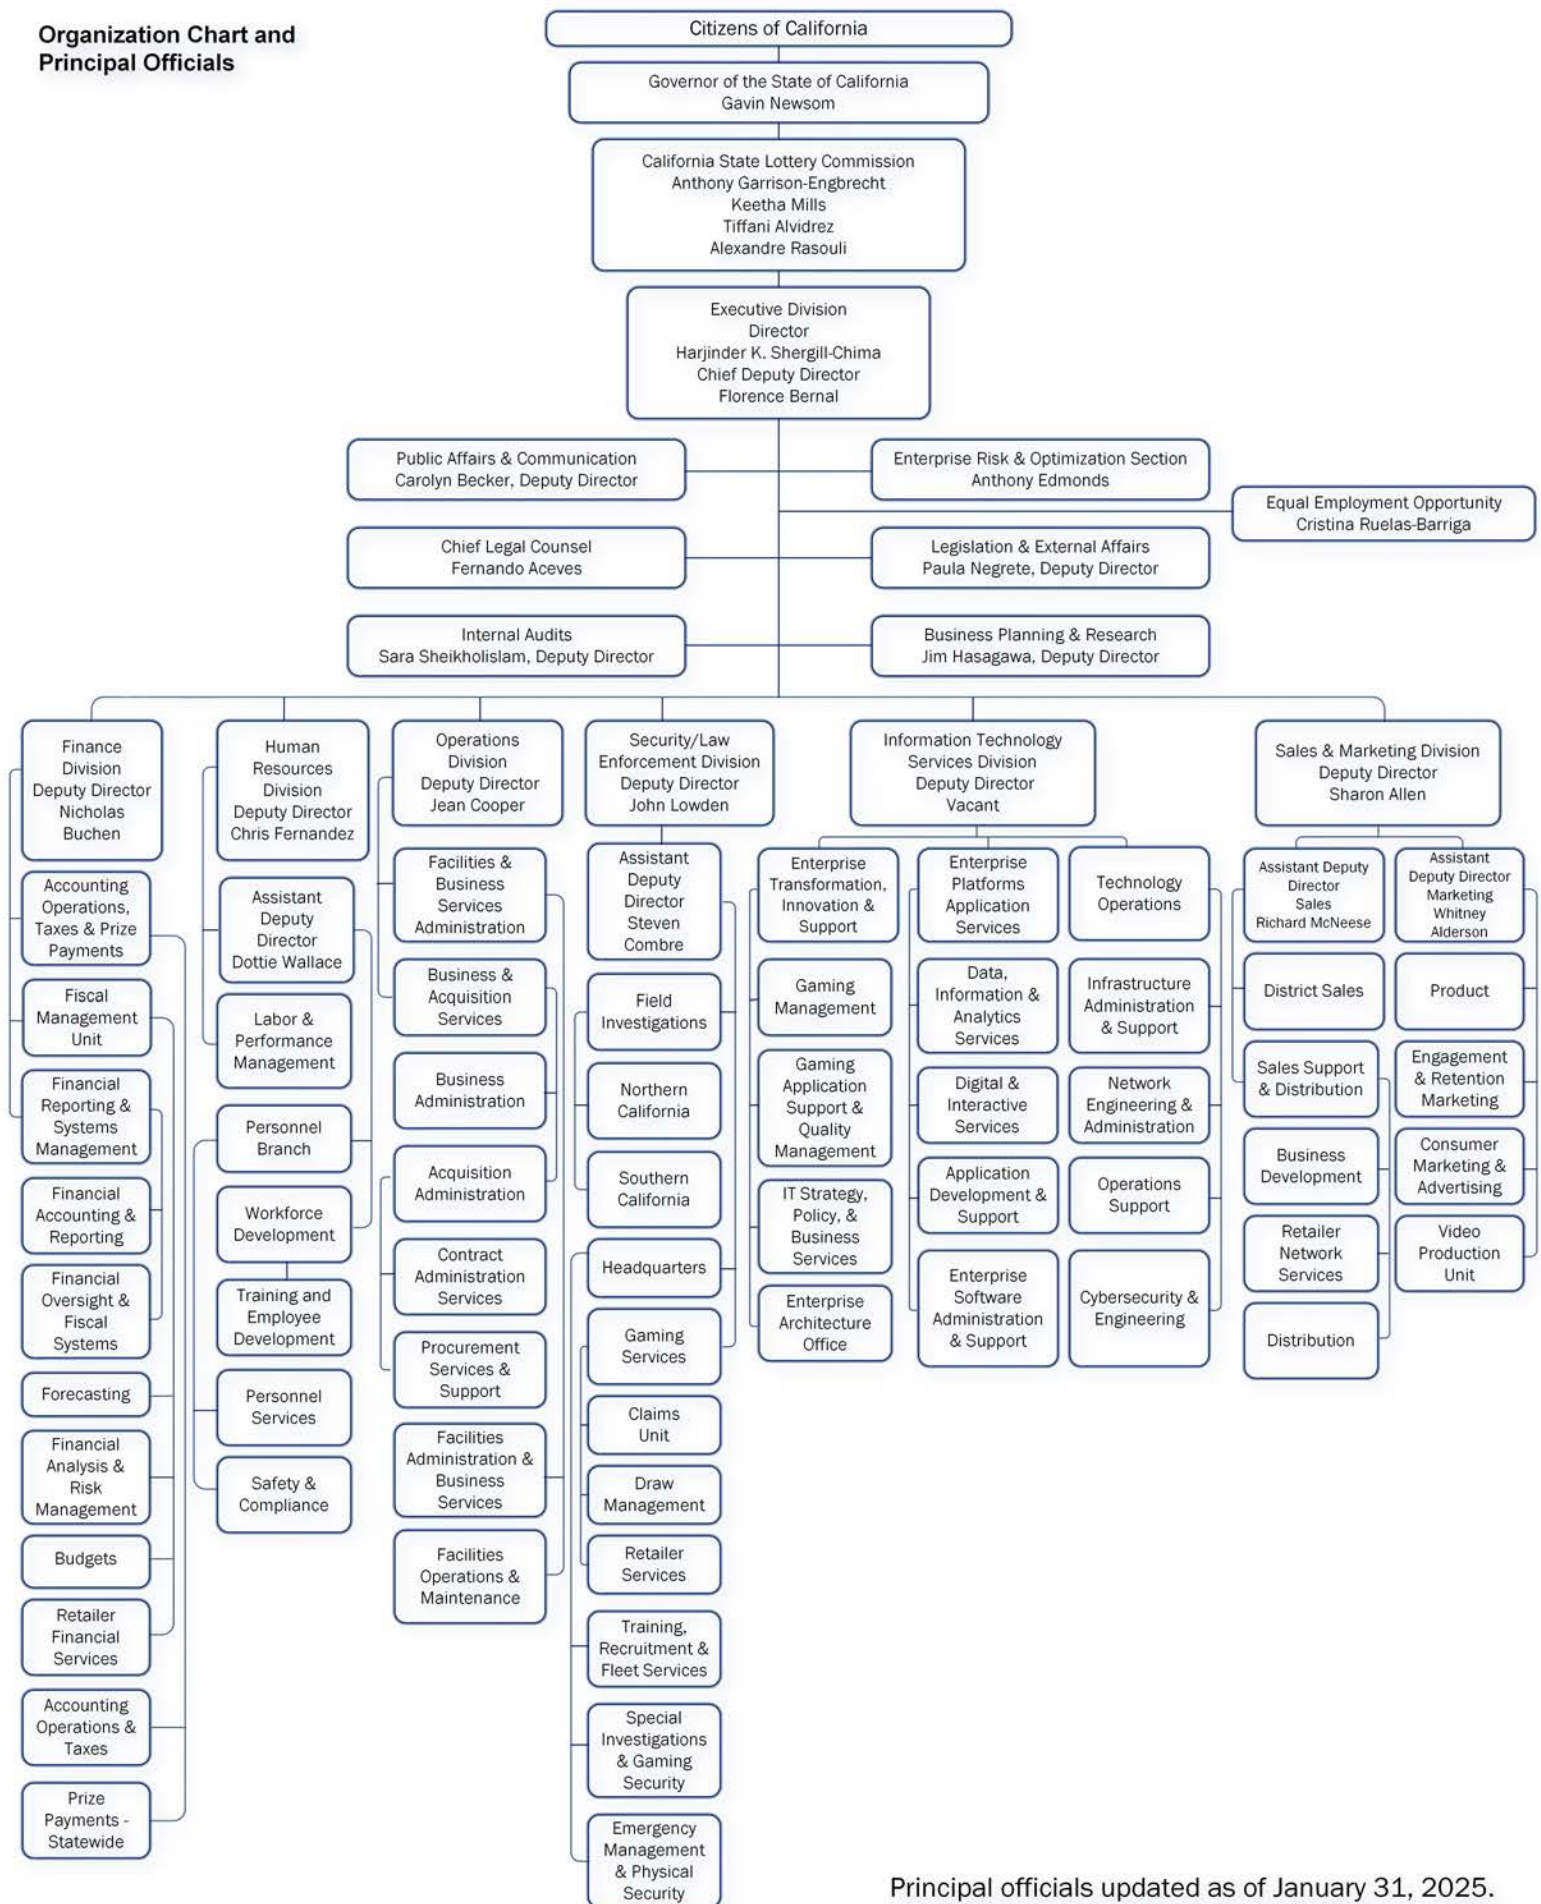 Organization Chart and
Principal Officials
Citizens of California
Governor of the State of California
Gavin Newsom
California State Lottery Commission
Anthony Garrison-Engbrecht
Keetha Mills
Tiffani Alvidrez
Alexandre Rasouli
Executive Division
Director
Harjinder K. Shergill-Chima
Chief Deputy Director
Florence Bernal
Public Affairs & Communication
Carolyn Becker, Deputy Director
Enterprise Risk & Optimization Section
Anthony Edmonds
Equal Employment Opportunity
Cristina Ruelas-Barriga
Chief Legal Counsel
Fernando Aceves
Legislation & External Affairs
Paula Negrete, Deputy Director
Internal Audits
Sara Sheikholislam, Deputy Director
Business Planning & Research
Jim Hasagawa, Deputy Director
Finance
Division
Deputy Director
Nicholas
Buchen
Accounting
Operations,
Taxes & Prize
Payments
Fiscal
Management
Unit
Financial
Reporting &
Systems
Management
Financial
Accounting &
Reporting
Financial
Oversight &
Fiscal
Systems
Forecasting
Financial
Analysis &
Risk
Management
Budgets
Retailer
Financial
Services
Accounting
Operations &
Taxes
Prize
Payments -
Statewide
Human
Resources
Division
Deputy Director
Chris Fernandez
Assistant
Deputy
Director
Dottie Wallace
Labor &
Performance
Management
Personnel
Branch
Workforce
Development
Training and
Employee
Development
Personnel
Services
Safety &
Compliance
Operations
Division
Deputy Director
Jean Cooper
Facilities &
Business
Services
Administration
Business &
Acquisition
Services
Business
Administration
Acquisition
Administration
Contract
Administration
Services
Procurement
Services &
Support
Facilities
Administration &
Business
Services
Facilities
Operations &
Maintenance
Security/Law
Enforcement Division
Deputy Director
John Lowden
Assistant
Deputy
Director
Steven
Combre
Field
Investigations
Northern
California
Southern
California
Headquarters
Gaming
Services
Claims
Unit
Draw
Management
Retailer
Services
Training,
Recruitment &
Fleet Services
Special
Investigations
& Gaming
Security
Emergency
Management
& Physical
Security
Information Technology
Services Division
Deputy Director
Vacant
Enterprise
Transformation,
Innovation &
Support
Gaming
Management
Gaming
Application
Support &
Quality
Management
IT Strategy,
Policy, &
Business
Services
Enterprise
Architecture
Office
Enterprise
Platforms
Application
Services
Data,
Information &
Analytics
Services
Digital &
Interactive
Services
Application
Development &
Support
Enterprise
Software
Administration
& Support
Technology
Operations
Infrastructure
Administration
& Support
Network
Engineering &
Administration
Operations
Support
Cybersecurity &
Engineering
Sales & Marketing Division
Deputy Director
Sharon Allen
Assistant Deputy
Director
Sales
Richard McNeese
District Sales
Sales Support
& Distribution
Business
Development
Retailer
Network
Services
Distribution
Assistant
Deputy Director
Marketing
Whitney
Alderson
Product
Engagement
& Retention
Marketing
Consumer
Marketing &
Advertising
Video
Production
Unit
Principal officials updated as of January 31, 2025.